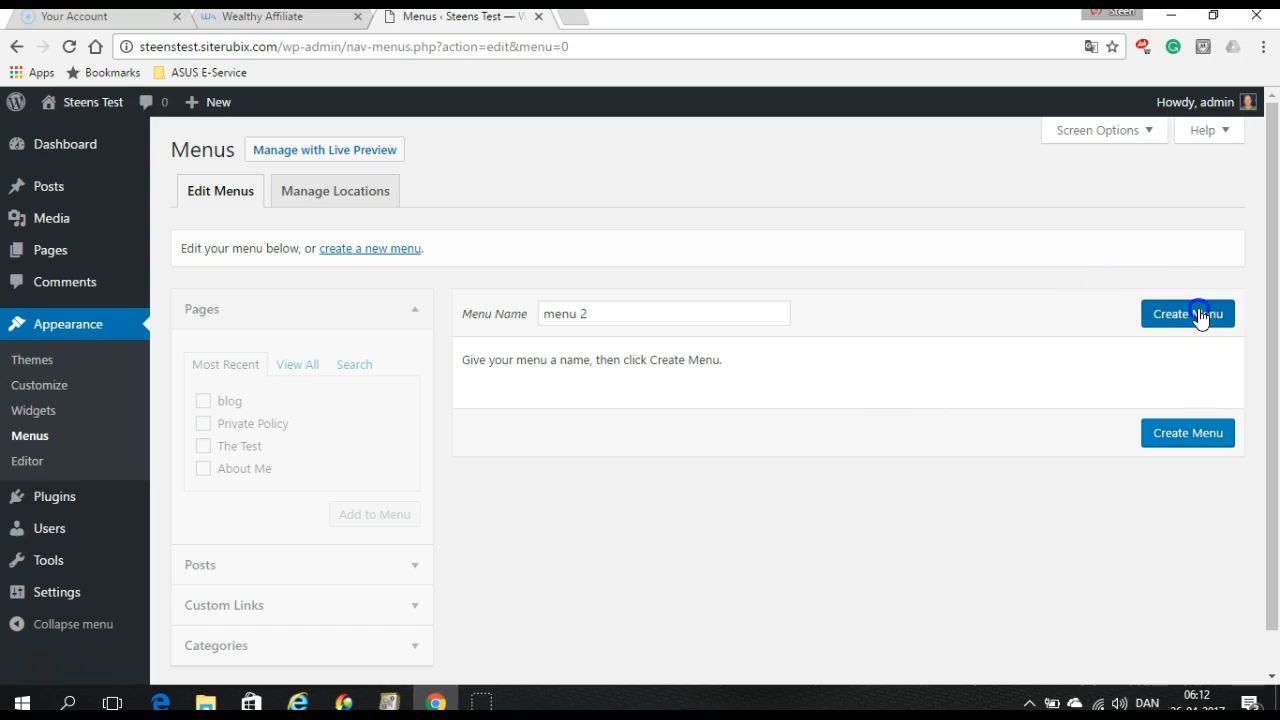 Your Account
Wealthy Affiliate
Menus ‹ Steens Test —
Steen
steenstest.siterubix.com/wp-admin/nav-menus.php?action=edit&menu=0
Apps
Bookmarks
ASUS E-Service
Steens Test
0
New
Howdy, admin
Screen Options
Help
Dashboard
Posts
Media
Pages
Comments
Appearance
Themes
Customize
Widgets
Menus
Editor
Plugins
Users
Tools
Settings
Collapse menu
Menus
Manage with Live Preview
Edit Menus
Manage Locations
Edit your menu below, or create a new menu.
Pages
Most Recent
View All
Search
blog
Private Policy
The Test
About Me
Add to Menu
Posts
Custom Links
Categories
Menu Name
menu 2
Create Menu
Give your menu a name, then click Create Menu.
Create Menu
DAN
06:12